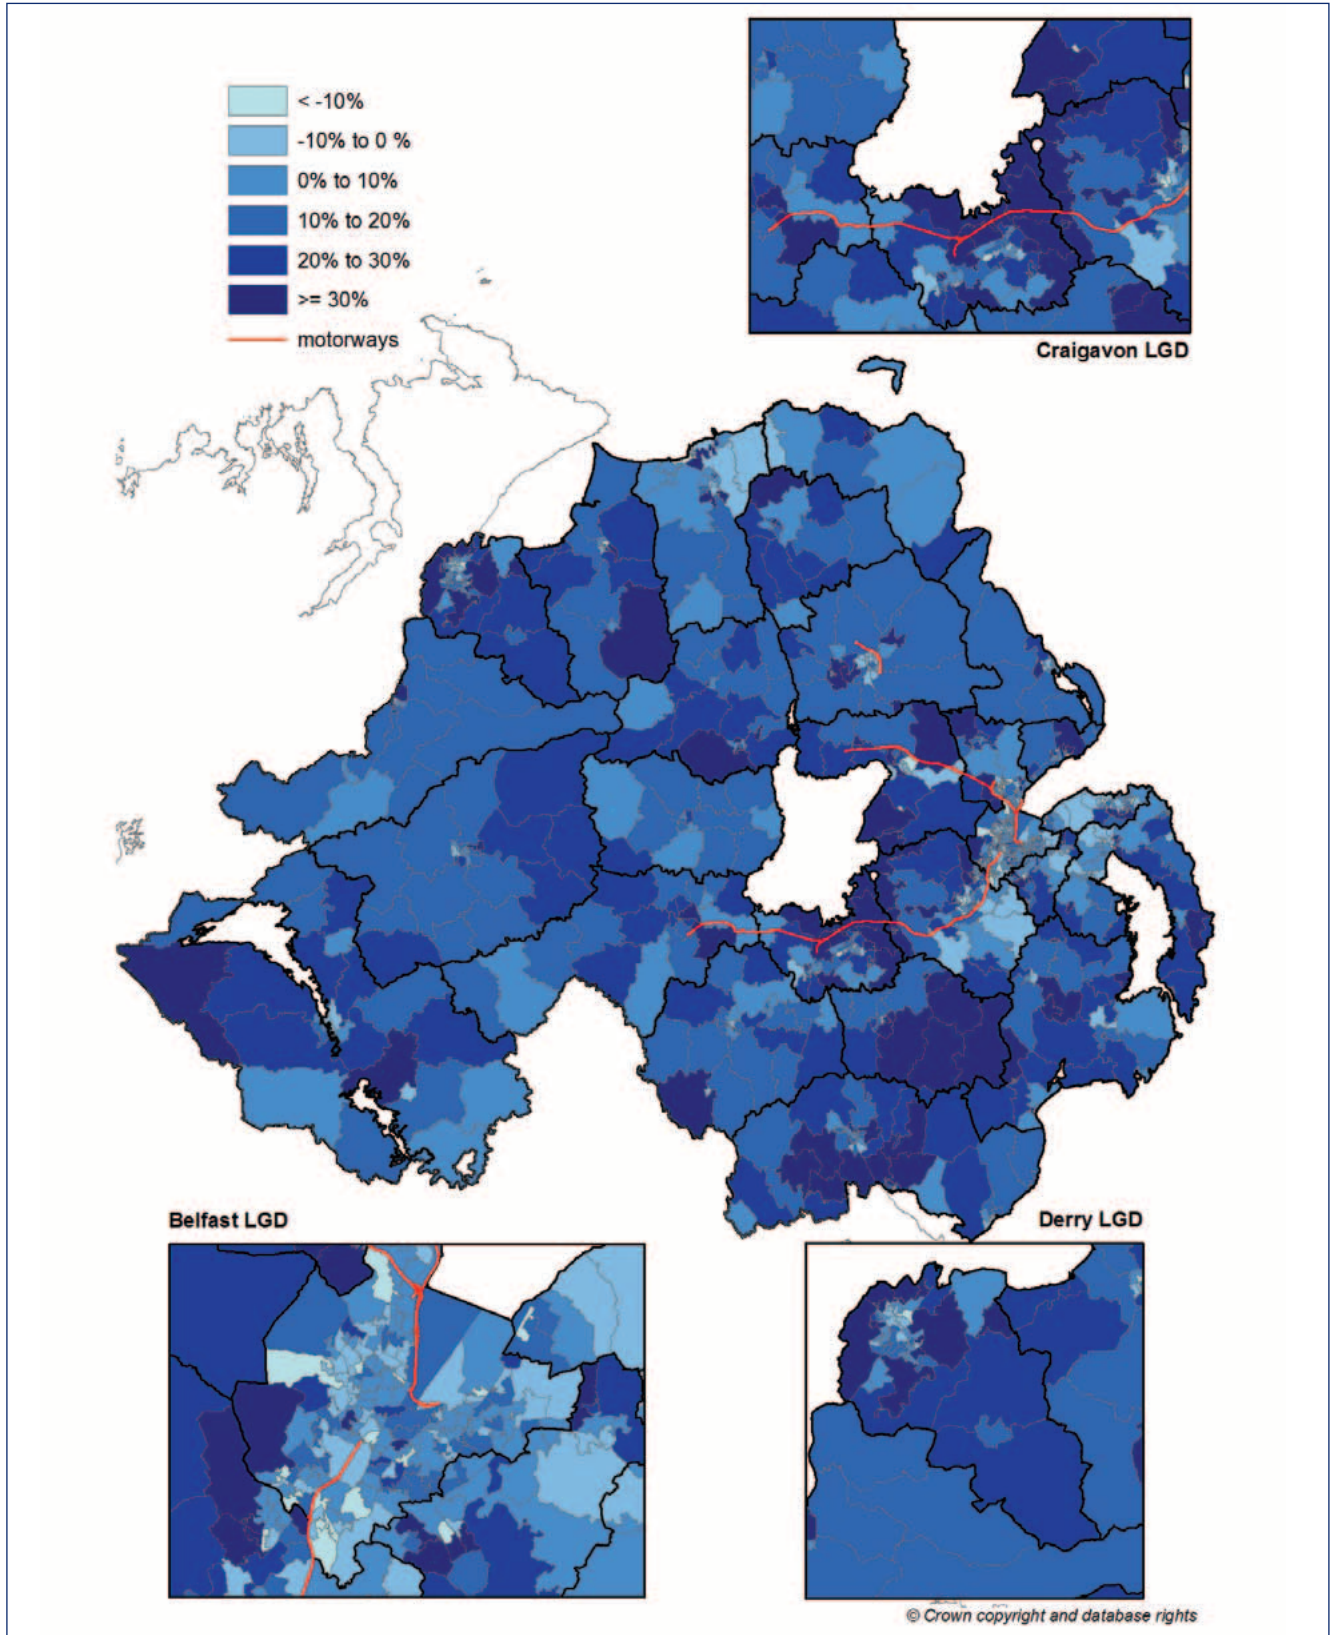 < -10%
-10% to 0 %
0% to 10%
10% to 20%
20% to 30%
>= 30%
motorways
Craigavon LGD
Belfast LGD
Derry LGD
© Crown copyright and database rights